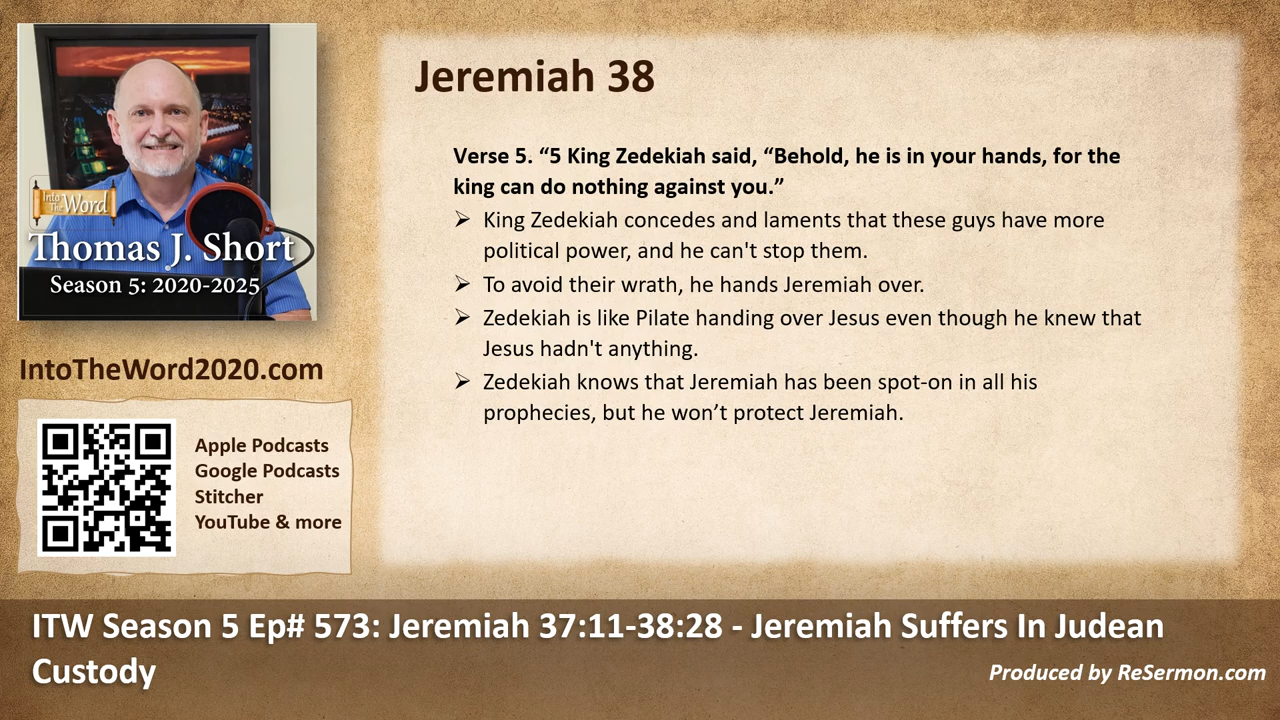 Into
The Word
Thomas J. Short
Season 5: 2020-2025
IntoTheWord2020.com
Apple Podcasts
Google Podcasts
Stitcher
YouTube & more
Jeremiah 38
Verse 5. “5 King Zedekiah said, “Behold, he is in your hands, for the
king can do nothing against you.”
➢ King Zedekiah concedes and laments that these guys have more
political power, and he can't stop them.
➢ To avoid their wrath, he hands Jeremiah over.
➢ Zedekiah is like Pilate handing over Jesus even though he knew that
Jesus hadn't anything.
➢ Zedekiah knows that Jeremiah has been spot-on in all his
prophecies, but he won’t protect Jeremiah.
ITW Season 5 Ep# 573: Jeremiah 37:11-38:28 - Jeremiah Suffers In Judean
Custody
Produced by ReSermon.com